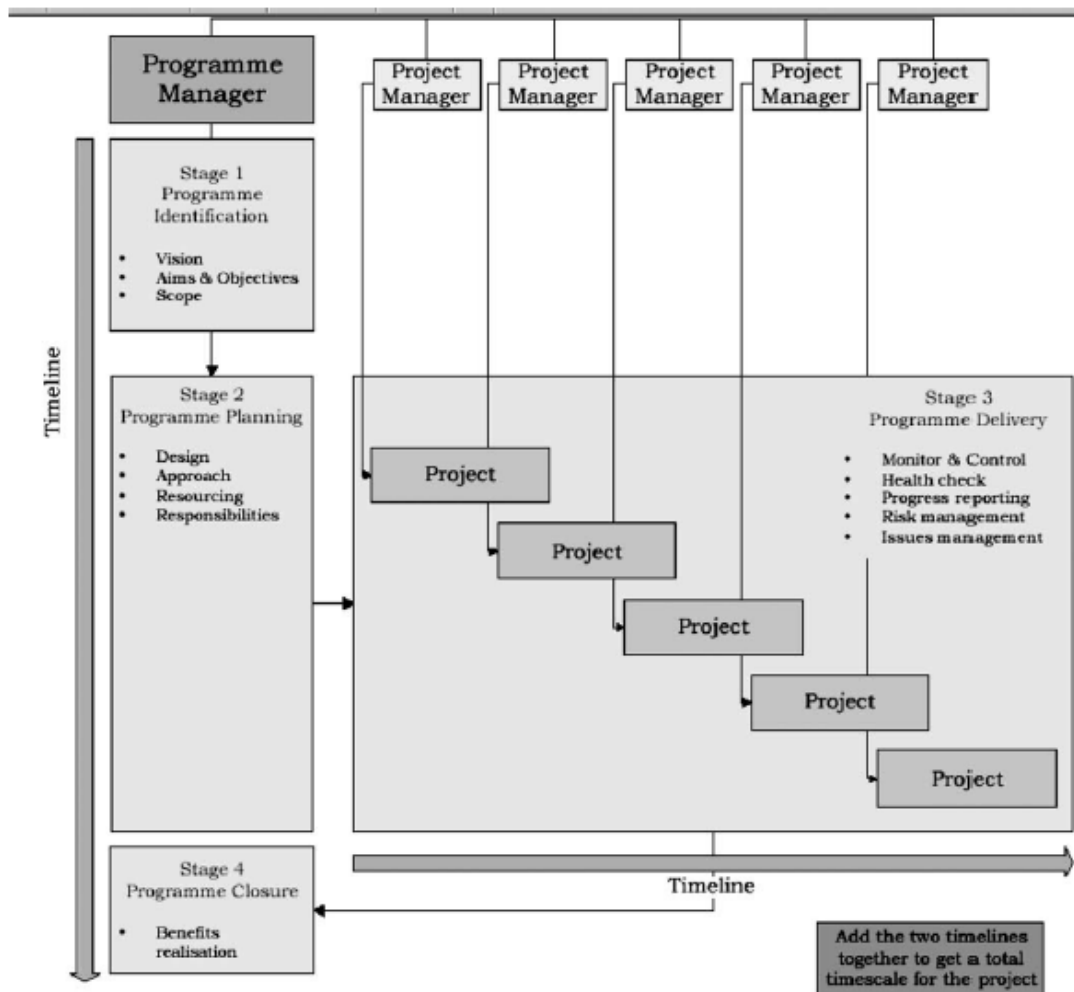 Programme
Manager
Project
Manager
Project
Manager
Project
Manager
Project
Manager
Project
Manager
Timeline
Stage 1
Programme
Identification
• Vision
• Aims & Objectives
• Scope
Stage 2
Programme Planning
• Design
• Approach
• Resourcing
• Responsibilities
Stage 3
Programme Delivery
• Monitor & Control
• Health check
• Progress reporting
• Risk management
• Issues management
Project
Project
Project
Project
Project
Stage 4
Programme Closure
• Benefits
realisation
Timeline
Add the two timelines
together to get a total
timescale for the project